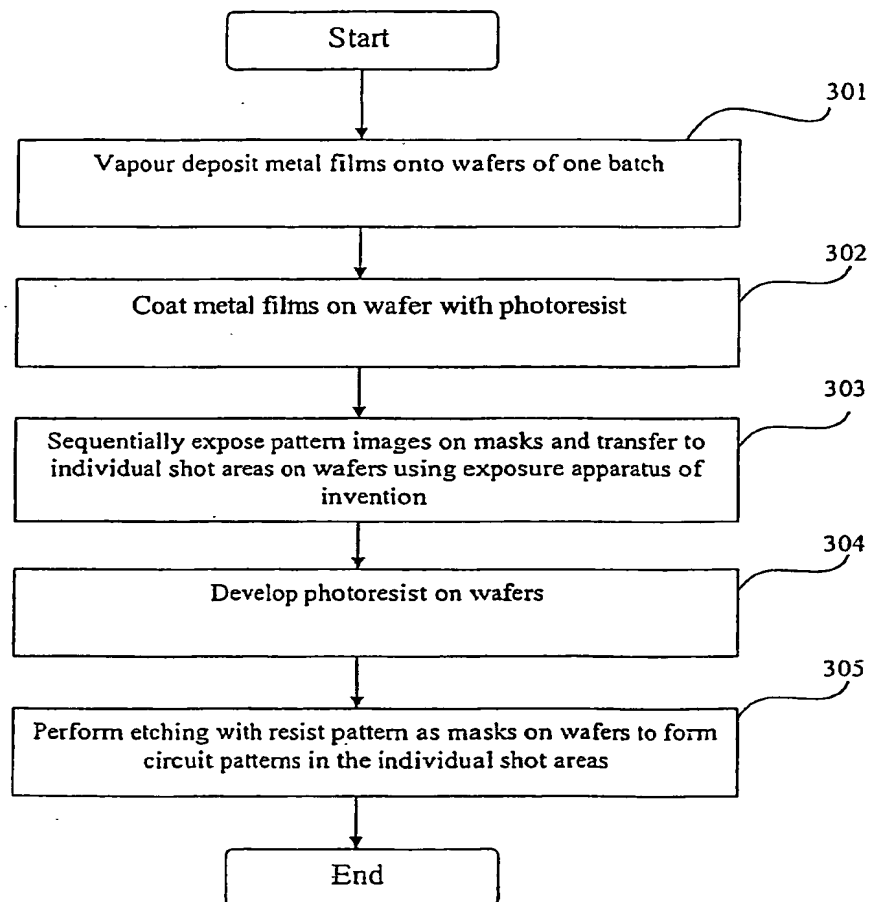 Start
301
Vapour deposit metal films onto wafers of one batch
302
Coat metal films on wafer with photoresist
303
Sequentially expose pattern images on masks and transfer to
individual shot areas on wafers using exposure apparatus of
invention
304
Develop photoresist on wafers
305
Perform etching with resist pattern as masks on wafers to form
circuit patterns in the individual shot areas
End